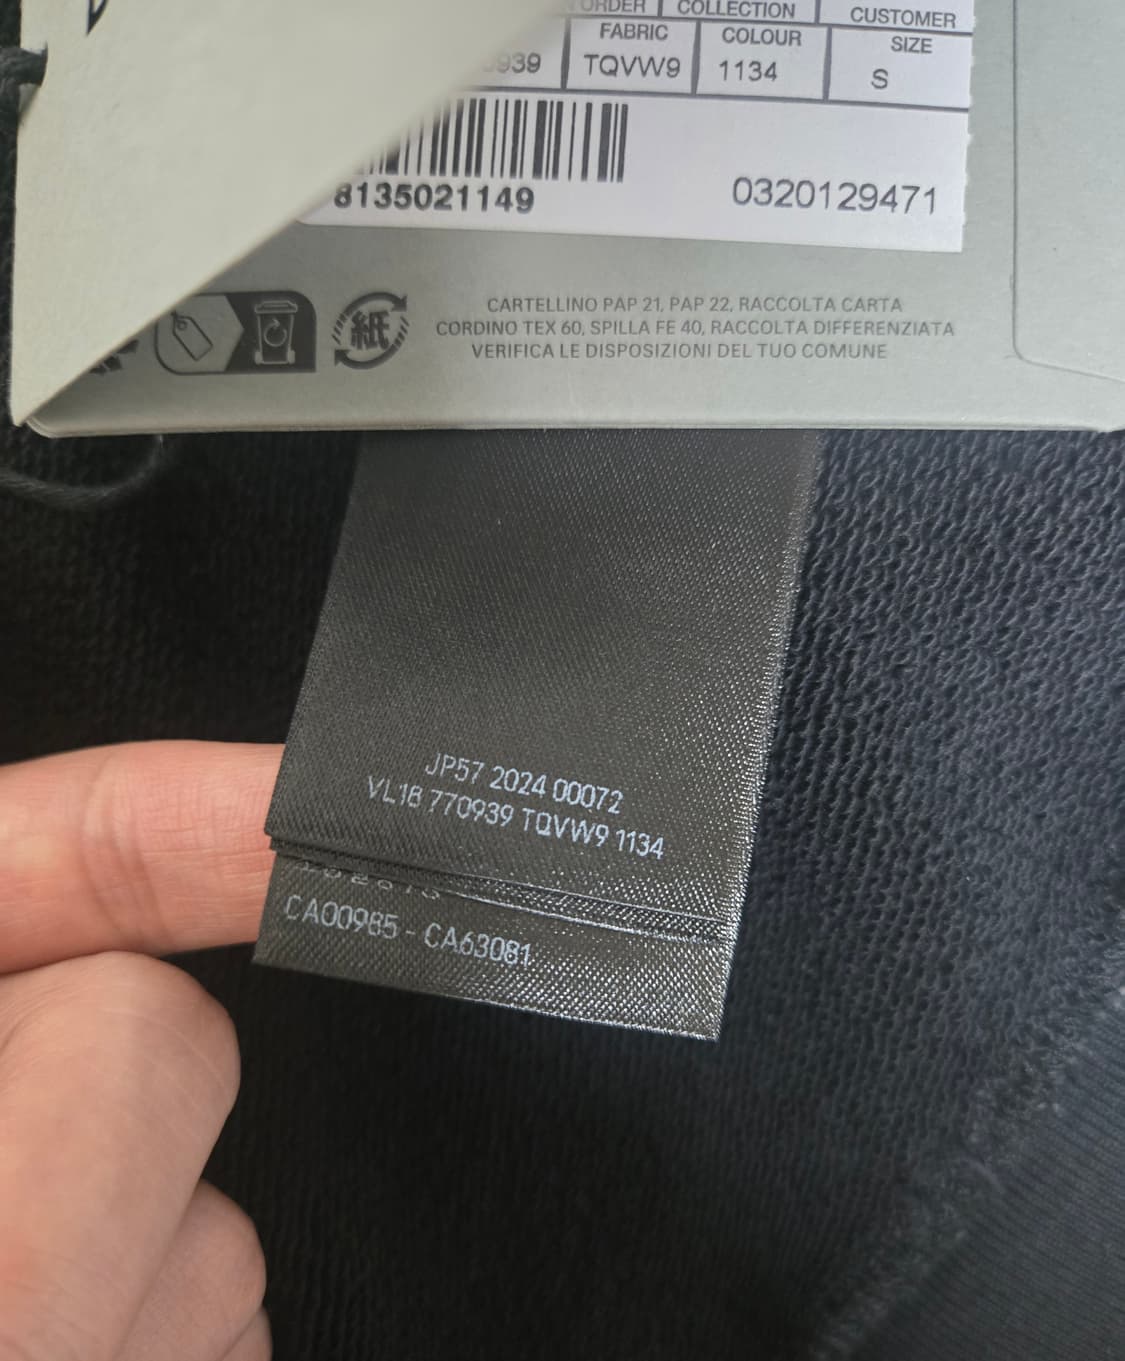 ORDER COLLECTION CUSTOMER
FABRIC COLOUR SIZE
939 TQVW9 1134 S
8135021149 0320129471
紙
CARTELLINO PAP 21, PAP 22, RACCOLTA CARTA
CORDINO TEX 60, SPILLA FE 40, RACCOLTA DIFFERENZIATA
VERIFICA LE DISPOSIZIONI DEL TUO COMUNE
JP57 2024 00072
VL18 770939 TQVW9 1134
CA00985 - CA63081